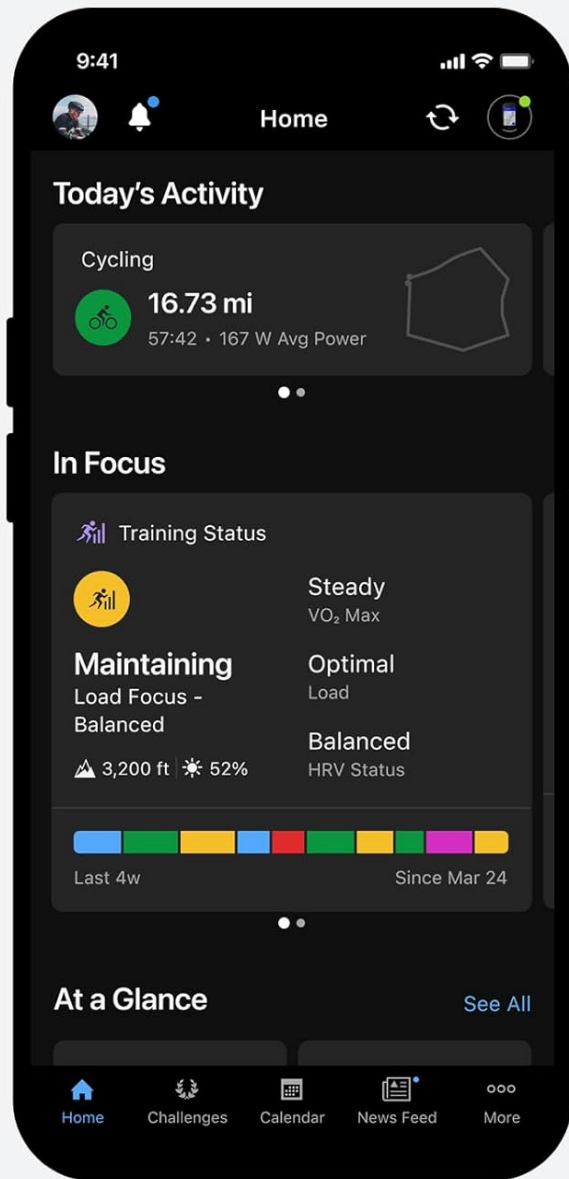 9:41
Home
Today's Activity
Cycling
16.73 mi
57:42 • 167 W Avg Power
In Focus
Training Status
Maintaining
Load Focus -
Balanced
3,200 ft 52%
Steady
VO₂ Max
Optimal
Load
Balanced
HRV Status
Last 4w Since Mar 24
At a Glance See All
Home Challenges Calendar News Feed More